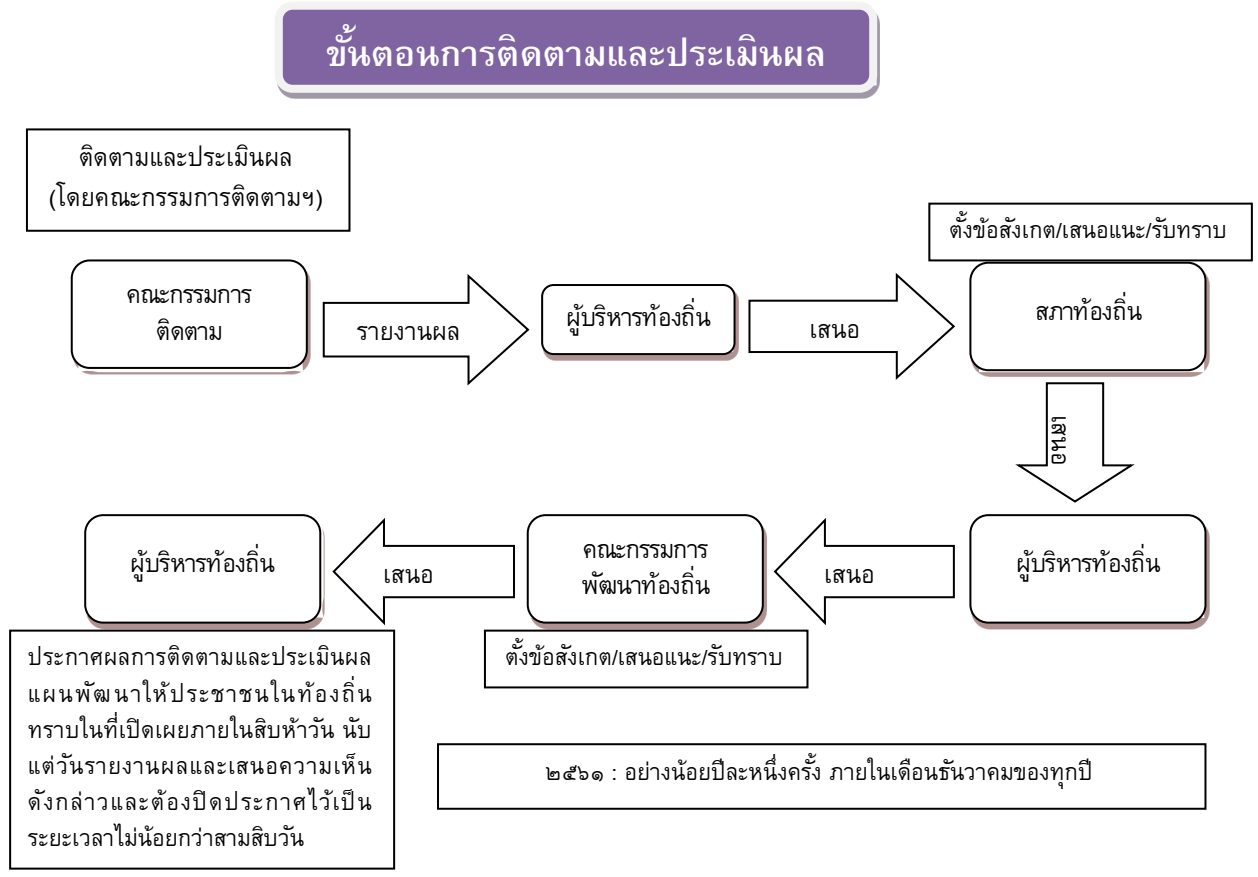 ขั้นตอนการติดตามและประเมินผล
ติดตามและประเมินผล
(โดยคณะกรรมการติดตามฯ)
ตั้งข้อสังเกต/เสนอแนะ/รับทราบ
คณะกรรมการ
ติดตาม
รายงานผล
ผู้บริหารท้องถิ่น
เสนอ
สภาท้องถิ่น
เสนอ
ผู้บริหารท้องถิ่น
เสนอ
คณะกรรมการ
พัฒนาท้องถิ่น
เสนอ
ผู้บริหารท้องถิ่น
ตั้งข้อสังเกต/เสนอแนะ/รับทราบ
ประกาศผลการติดตามและประเมินผล
แผนพัฒนาให้ประชาชนในท้องถิ่น
ทราบในที่เปิดเผยภายในสิบห้าวัน นับ
แต่วันรายงานผลและเสนอความเห็น
ดังกล่าวและต้องปิดประกาศไว้เป็น
ระยะเวลาไม่น้อยกว่าสามสิบวัน
๒๕๖๑ : อย่างน้อยปีละหนึ่งครั้ง ภายในเดือนธันวาคมของทุกปี